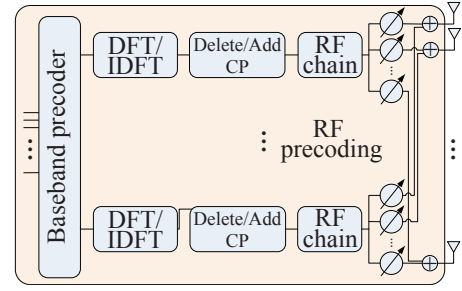 Baseband precoder
DFT/
IDFT
Delete/Add
CP
RF
chain
RF
precoding
DFT/
IDFT
Delete/Add
CP
RF
chain